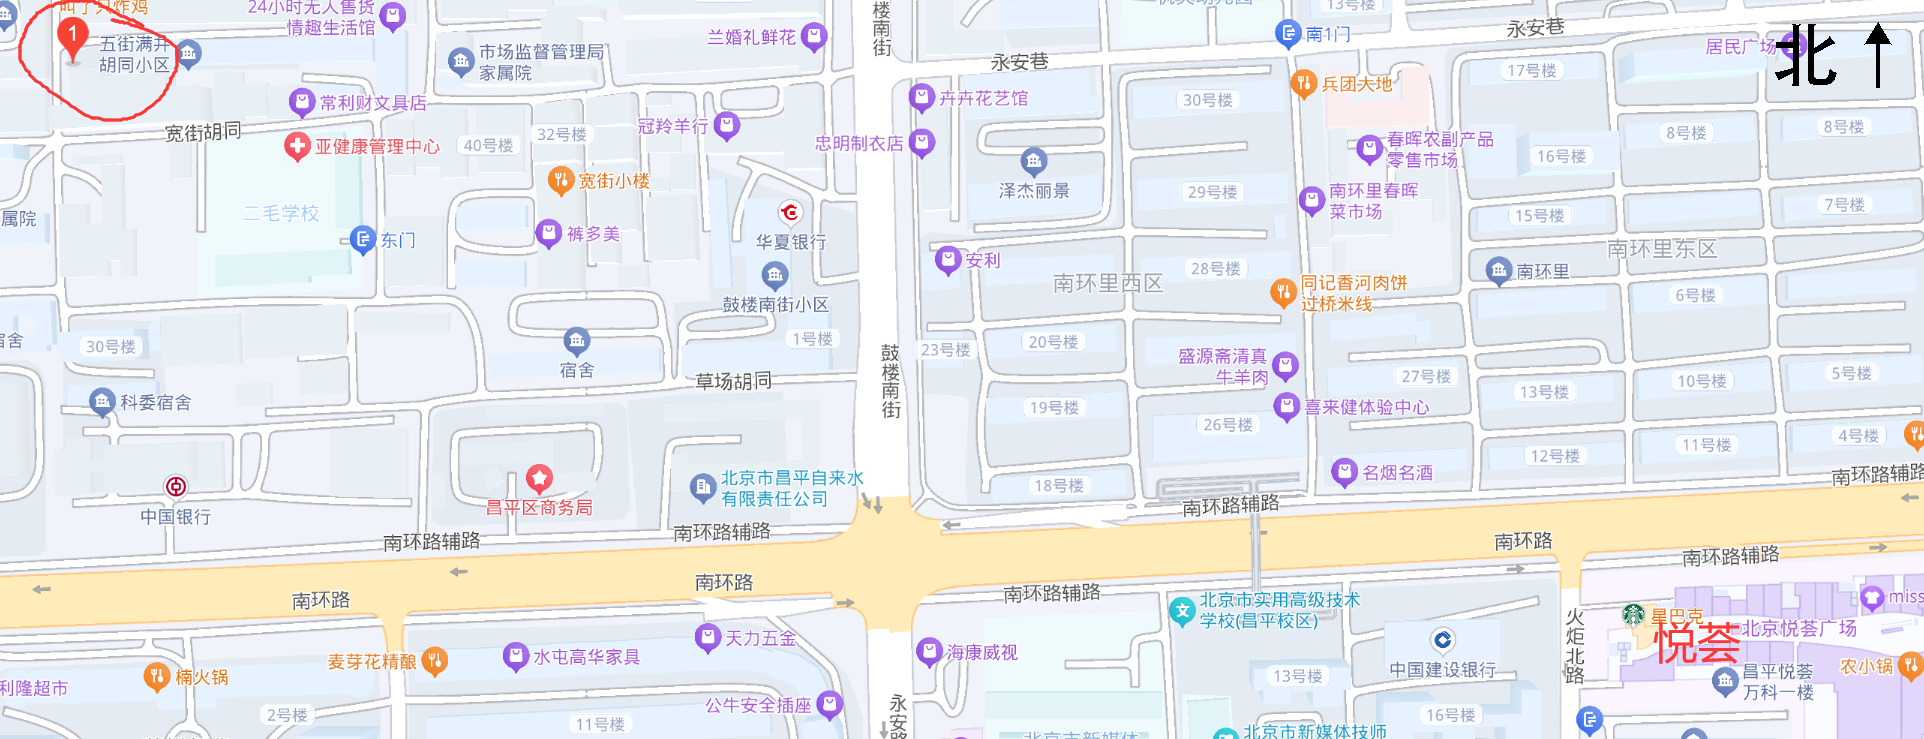 24小时无人售货
情趣生活馆
五街满井
胡同小区
市场监督管理局
家属院
兰婚礼鲜花
楼南街
永安巷
南1门
13号楼
永安巷
居民广场
北
17号楼
兵团大地
30号楼
卉卉花艺馆
常利财文具店
宽街胡同
亚健康管理中心
40号楼
32号楼
冠羚羊行
忠明制衣店
泽杰丽景
春晖农副产品
零售市场
16号楼
8号楼
8号楼
宽街小楼
29号楼
南环里春晖
菜市场
15号楼
7号楼
属院
二毛学校
东门
裤多美
华夏银行
安利
南环里西区
28号楼
南环里东区
南环里
6号楼
同记香河肉饼
过桥米线
鼓楼南街小区
1号楼
30号楼
宿舍
宿舍
草场胡同
鼓楼南街
23号楼
20号楼
盛源斋清真
牛羊肉
27号楼
13号楼
10号楼
5号楼
科委宿舍
19号楼
26号楼
喜来健体验中心
12号楼
11号楼
4号楼
名烟名酒
18号楼
南环路辅路
南环路辅路
中国银行
昌平区商务局
北京市昌平自来水
有限责任公司
南环路辅路
南环路辅路
南环路
南环路辅路
南环路
南环路
南环路辅路
北京市实用高级技术
学校(昌平校区)
火炬北路
星巴克
miss
悦荟
北京悦荟广场
利隆超市
楠火锅
麦芽花精酿
水屯高华家具
天力五金
海康威视
中国建设银行
昌平悦荟
万科一楼
农小锅
13号楼
2号楼
11号楼
公牛安全插座
永安路
16号楼
北京市新媒体技师
北京市新媒体
1